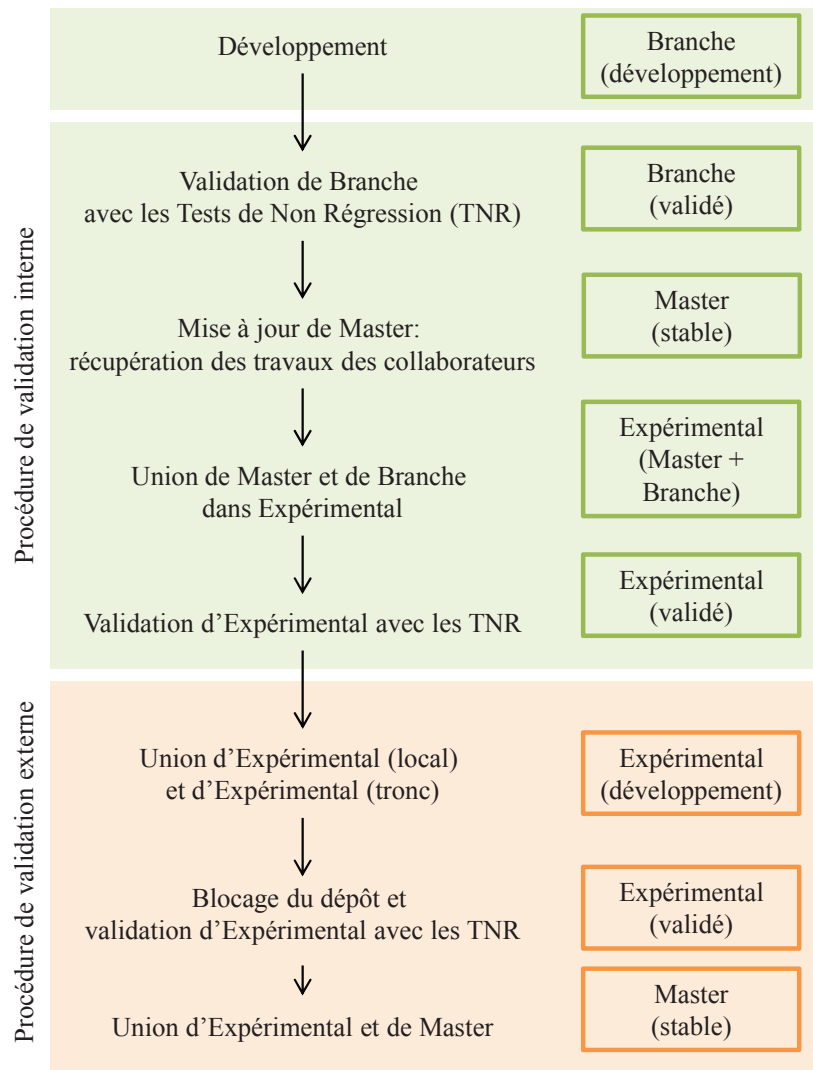 Développement
Branche
(développement)
Procédure de validation interne
Validation de Branche
avec les Tests de Non Régression (TNR)
Branche
(validé)
Mise à jour de Master:
récupération des travaux des collaborateurs
Master
(stable)
Union de Master et de Branche
dans Expérimental
Expérimental
(Master +
Branche)
Validation d’Expérimental avec les TNR
Expérimental
(validé)
Procédure de validation externe
Union d’Expérimental (local)
et d’Expérimental (tronc)
Expérimental
(développement)
Blocage du dépôt et
validation d’Expérimental avec les TNR
Expérimental
(validé)
Union d’Expérimental et de Master
Master
(stable)